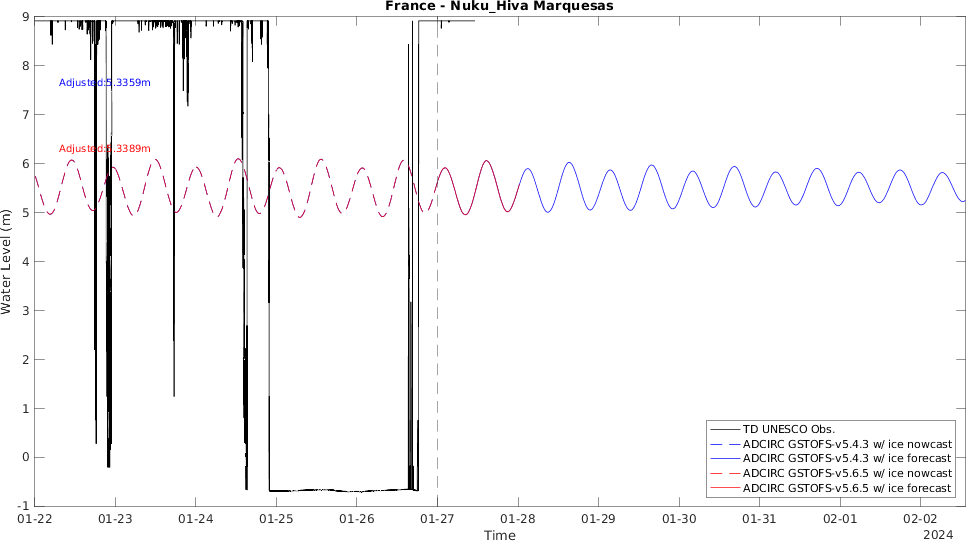 France - Nuku_Hiva Marquesas
9
8
7
6
5
4
3
2
1
0
-1
Water Level (m)
Adjusted:5.3359m
Adjusted:5.3389m
TD UNESCO Obs.
ADCIRC GSTOFS-v5.4.3 w/ ice nowcast
ADCIRC GSTOFS-v5.4.3 w/ ice forecast
ADCIRC GSTOFS-v5.6.5 w/ ice nowcast
ADCIRC GSTOFS-v5.6.5 w/ ice forecast
01-22 01-23 01-24 01-25 01-26 01-27 01-28 01-29 01-30 01-31 02-01 02-02
Time
2024